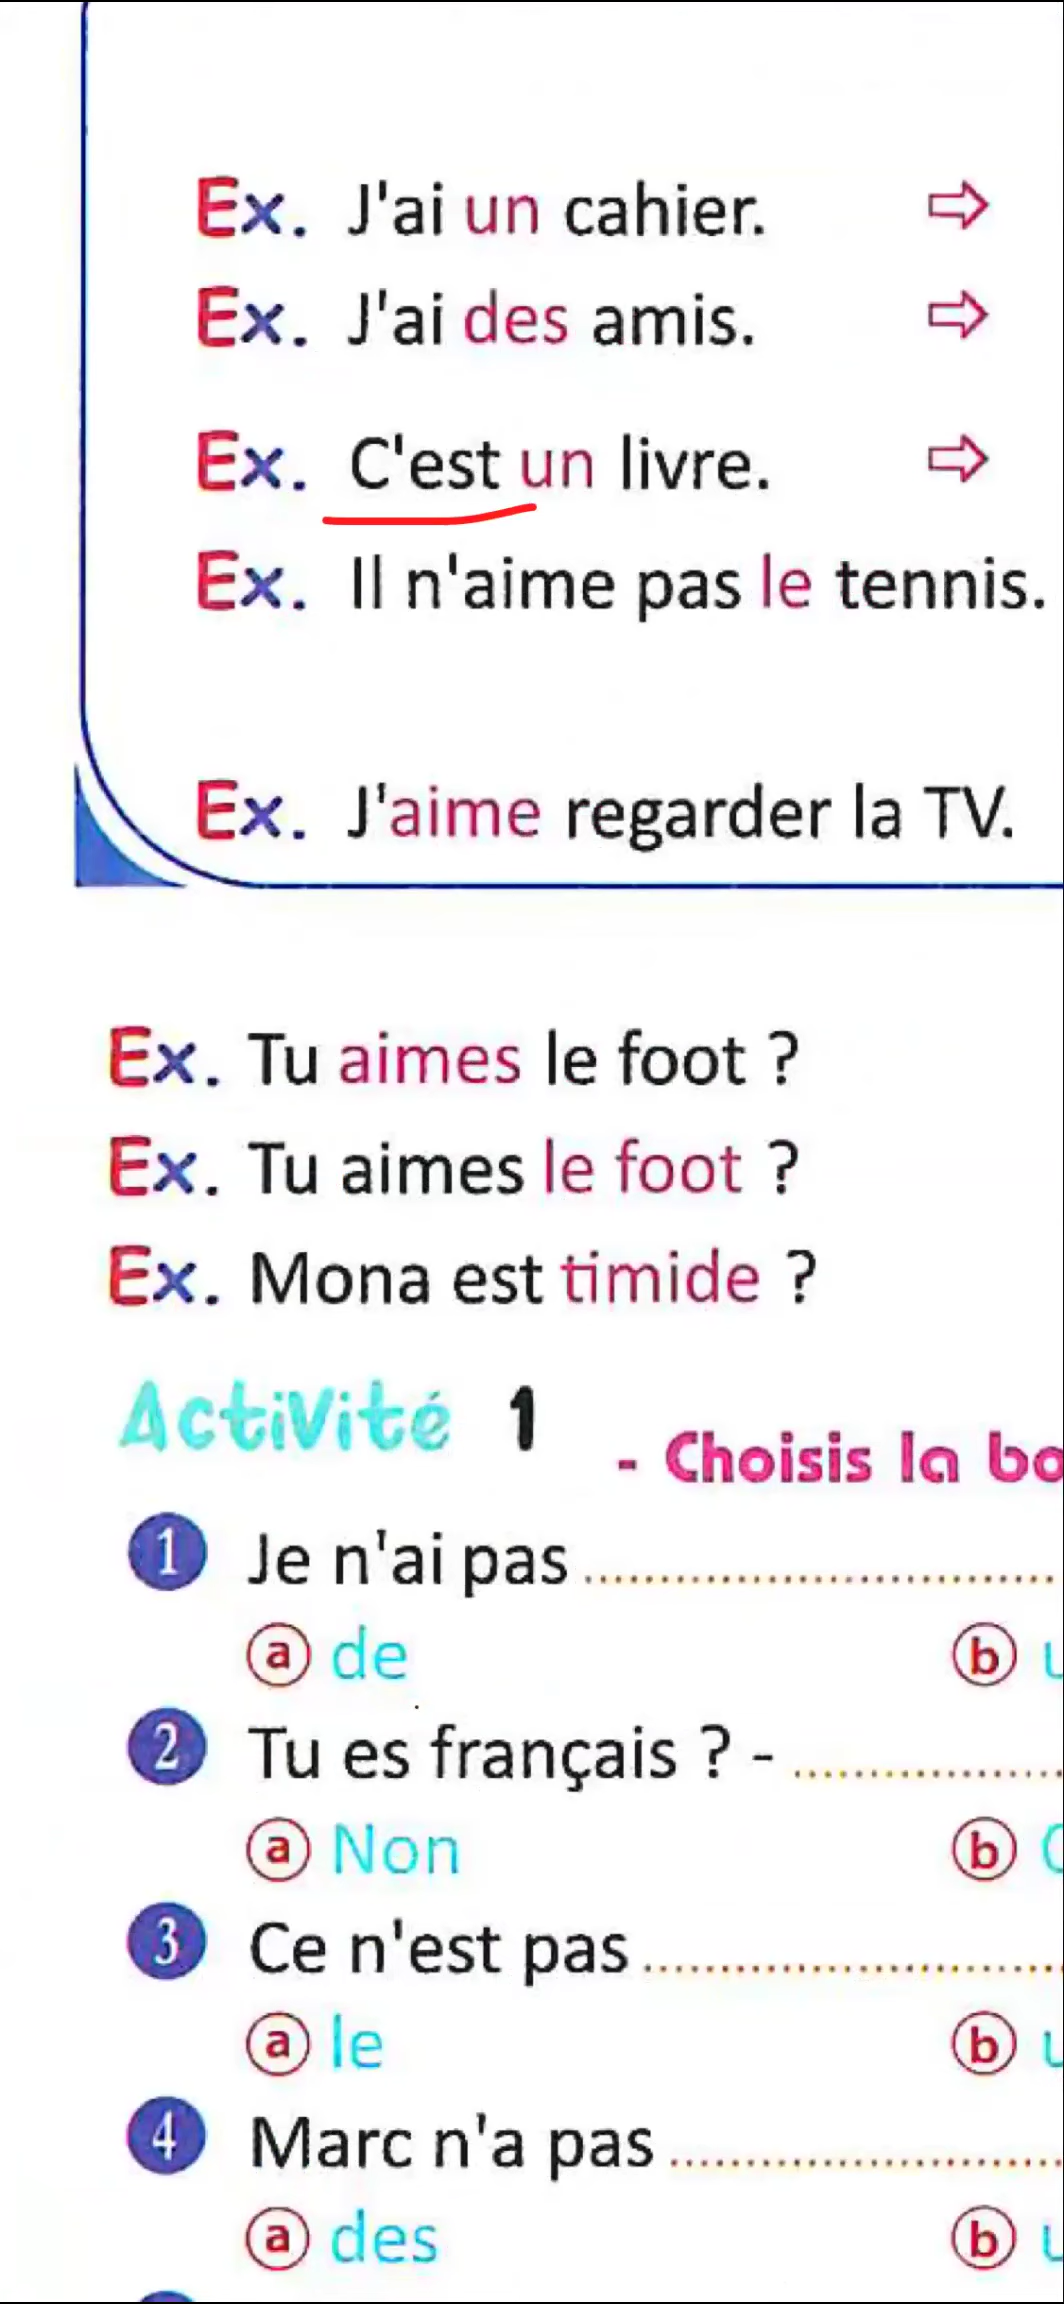 Ex. J'ai un cahier. ⇨
Ex. J'ai des amis. ⇨
Ex. C'est un livre. ⇨
Ex. Il n'aime pas le tennis.
Ex. J'aime regarder la TV.
Ex. Tu aimes le foot ?
Ex. Tu aimes le foot ?
Ex. Mona est timide ?
Activité 1
- Choisis la
1 Je n'ai pas ..............................
a de b
2 Tu es français ? - ....................
a Non b
3 Ce n'est pas ..............................
a le b
4 Marc n'a pas ..............................
a des b